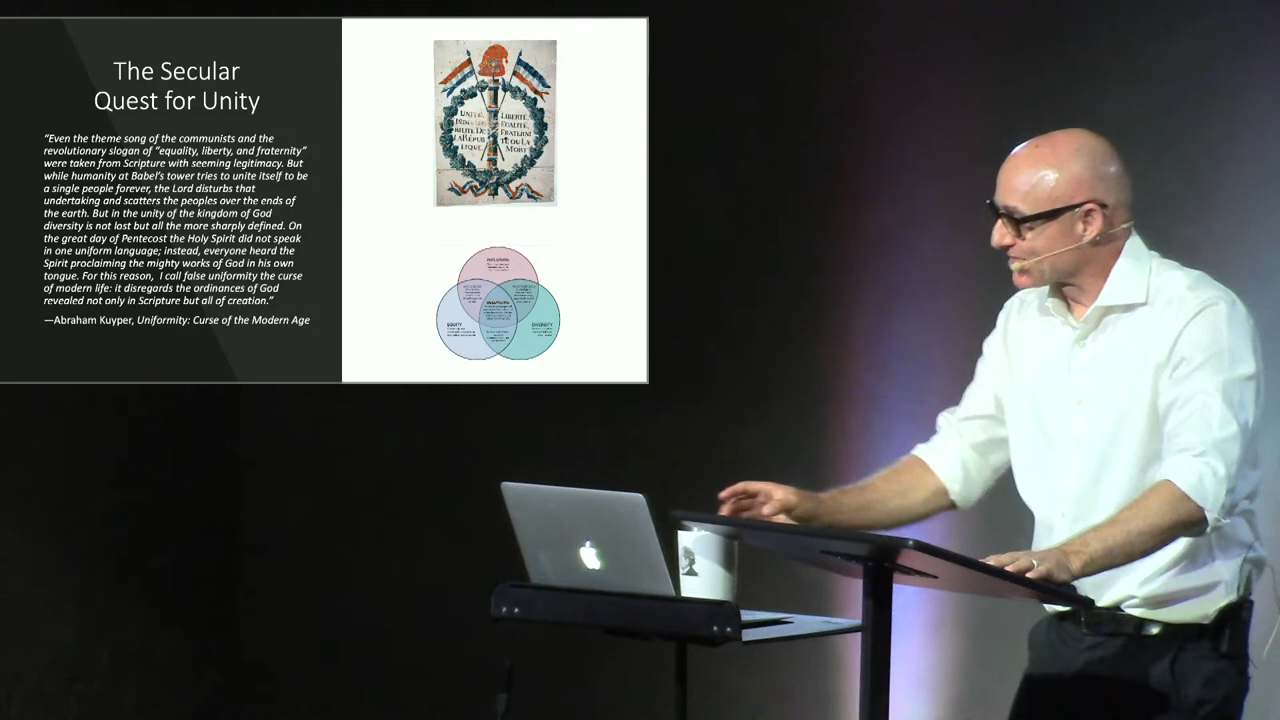 The Secular
Quest for Unity
“Even the theme song of the communists and the
revolutionary slogan of “equality, liberty, and fraternity”
were taken from Scripture with seeming legitimacy. But
while humanity at Babel’s tower tries to unite itself to be
a single people forever, the Lord disturbs that
undertaking and scatters the peoples over the ends of
the earth. But in the unity of the kingdom of God
diversity is not lost but all the more sharply defined. On
the great day of Pentecost the Holy Spirit did not speak
in one uniform language; instead, everyone heard the
Spirit proclaiming the mighty works of God in his own
tongue. For this reason, I call false uniformity the curse
of modern life: it disregards the ordinances of God
revealed not only in Scripture but all of creation.”
—Abraham Kuyper, Uniformity: Curse of the Modern Age
UNITÉ,
LA RÉPUB
LIQUE
LIBERTÉ,
ÉGALITÉ,
FRATERNI
TÉ OU LA
MORT
INCLUSION
EQUITY
DIVERSITY